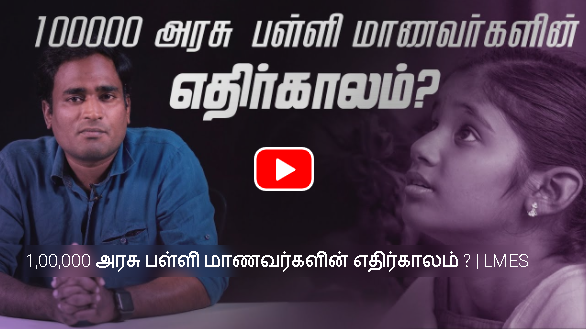 100000 அரசு பள்ளி மாணவர்களின்
எதிர்காலம்?
1,00,000 அரசு பள்ளி மாணவர்களின் எதிர்காலம் ? | LMES